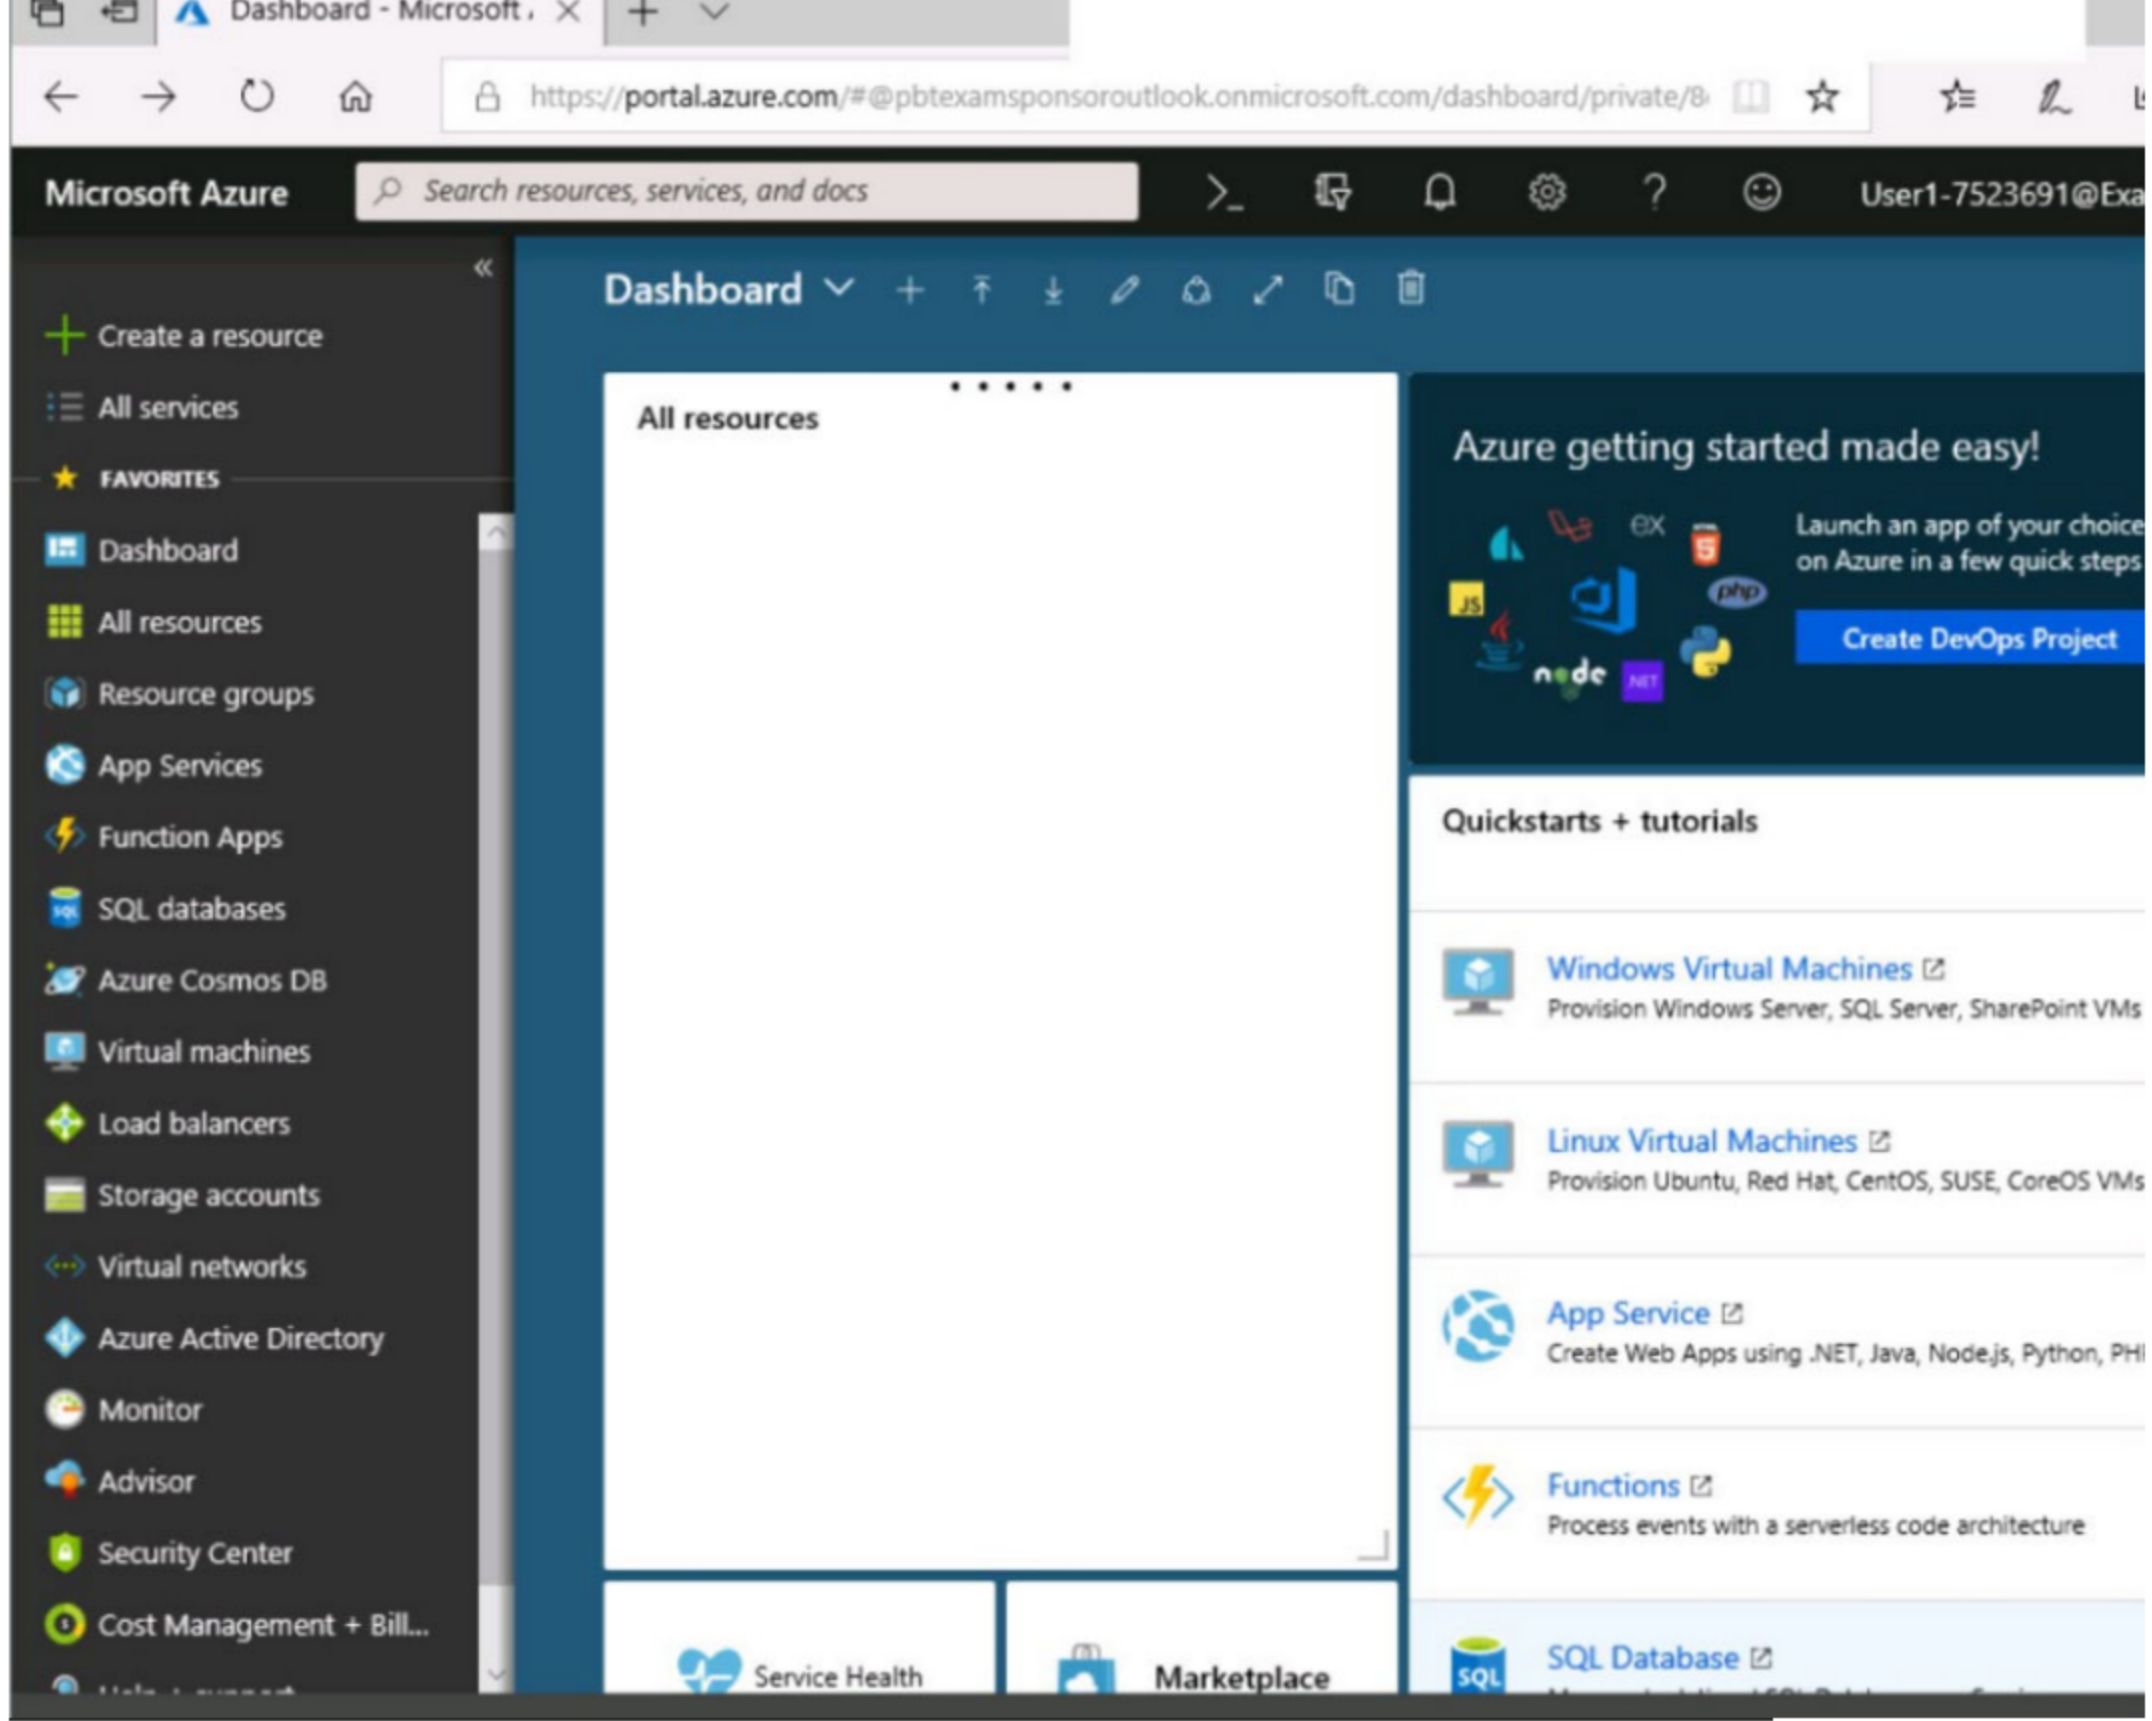 Dashboard - Microsoft
https://portal.azure.com/#@pbtexamsponsoroutlook.onmicrosoft.com/dashboard/private/8
Microsoft Azure
Search resources, services, and docs
User1-7523691@Exa
Create a resource
All services
FAVORITES
Dashboard
All resources
Resource groups
App Services
Function Apps
SQL databases
Azure Cosmos DB
Virtual machines
Load balancers
Storage accounts
Virtual networks
Azure Active Directory
Monitor
Advisor
Security Center
Cost Management + Bill...
Dashboard
All resources
Service Health
Marketplace
Azure getting started made easy!
ex
5
JS
php
node
.NET
Launch an app of your choice
on Azure in a few quick steps
Create DevOps Project
Quickstarts + tutorials
Windows Virtual Machines
Provision Windows Server, SQL Server, SharePoint VMs
Linux Virtual Machines
Provision Ubuntu, Red Hat, CentOS, SUSE, CoreOS VMs
App Service
Create Web Apps using .NET, Java, Node.js, Python, PH
Functions
Process events with a serverless code architecture
SQL
SQL Database